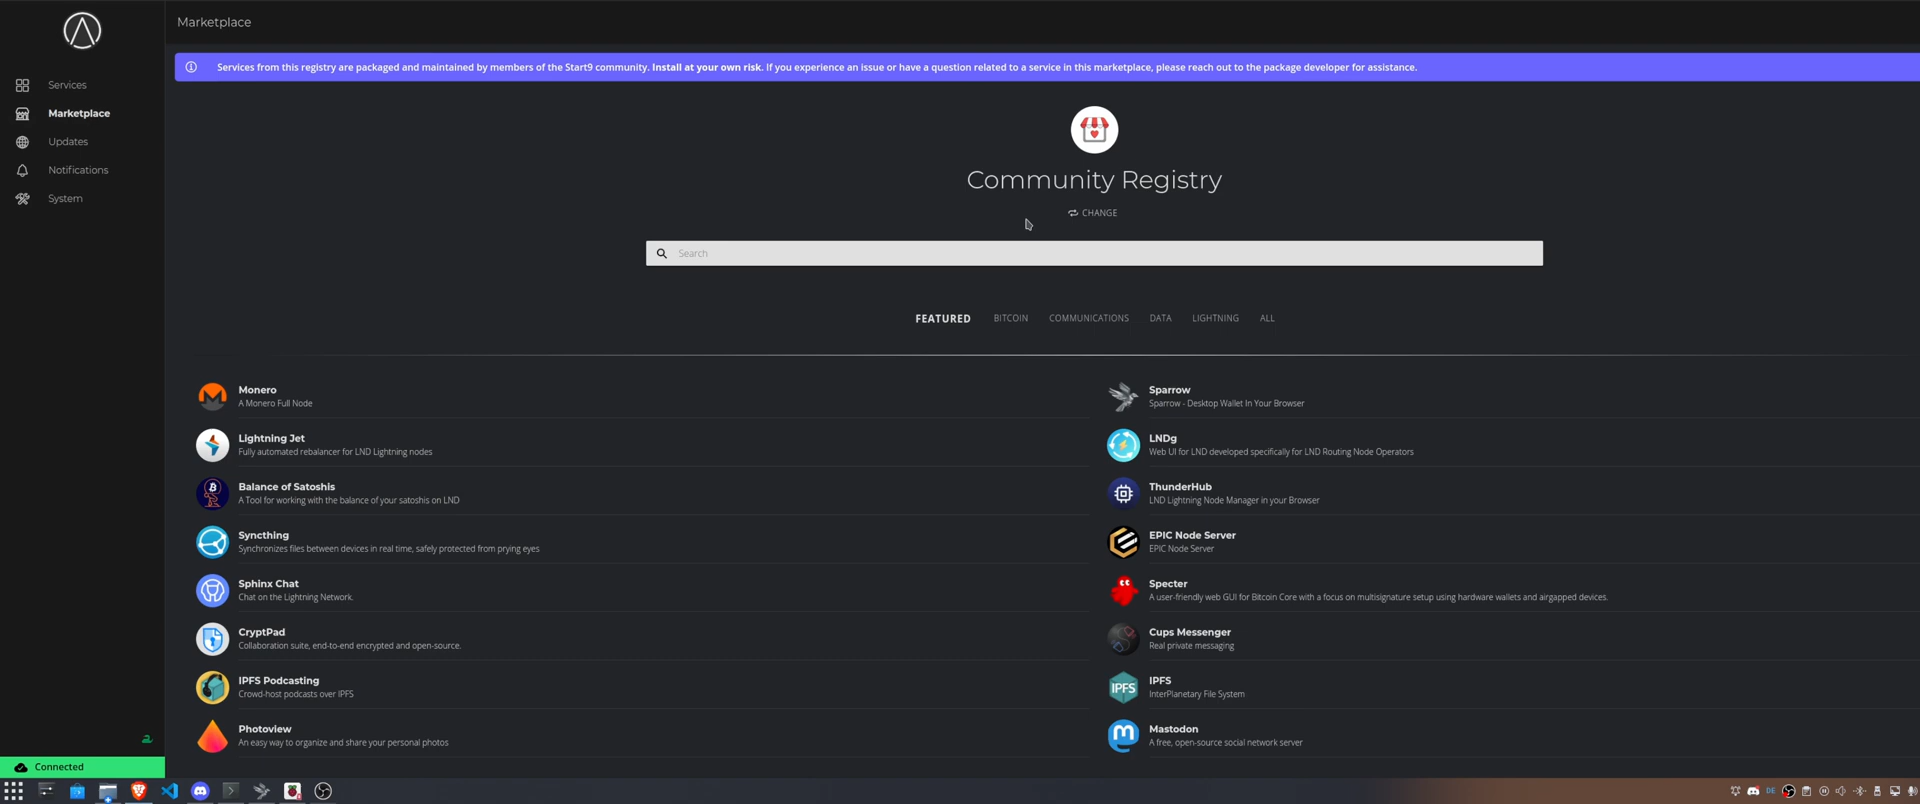 Marketplace
Services
Marketplace
Updates
Notifications
System
Services from this registry are packaged and maintained by members of the Start9 community. Install at your own risk. If you experience an issue or have a question related to a service in this marketplace, please reach out to the package developer for assistance.
Community Registry
CHANGE
Search
FEATURED BITCOIN COMMUNICATIONS DATA LIGHTNING ALL
Monero
A Monero Full Node
Sparrow
Sparrow - Desktop Wallet In Your Browser
Lightning Jet
Fully automated rebalancer for LND Lightning nodes
LNDg
Web UI for LND developed specifically for LND Routing Node Operators
Balance of Satoshis
A Tool for working with the balance of your satoshis on LND
ThunderHub
LND Lightning Node Manager in your Browser
Syncthing
Synchronizes files between devices in real time, safely protected from prying eyes
EPIC Node Server
EPIC Node Server
Sphinx Chat
Chat on the Lightning Network.
Specter
A user-friendly web GUI for Bitcoin Core with a focus on multisignature setup using hardware wallets and airgapped devices.
CryptPad
Collaboration suite, end-to-end encrypted and open-source.
Cups Messenger
Real private messaging
IPFS Podcasting
Crowd-host podcasts over IPFS
IPFS
IPFS
InterPlanetary File System
Photoview
An easy way to organize and share your personal photos
Mastodon
A free, open-source social network server
Connected
DE